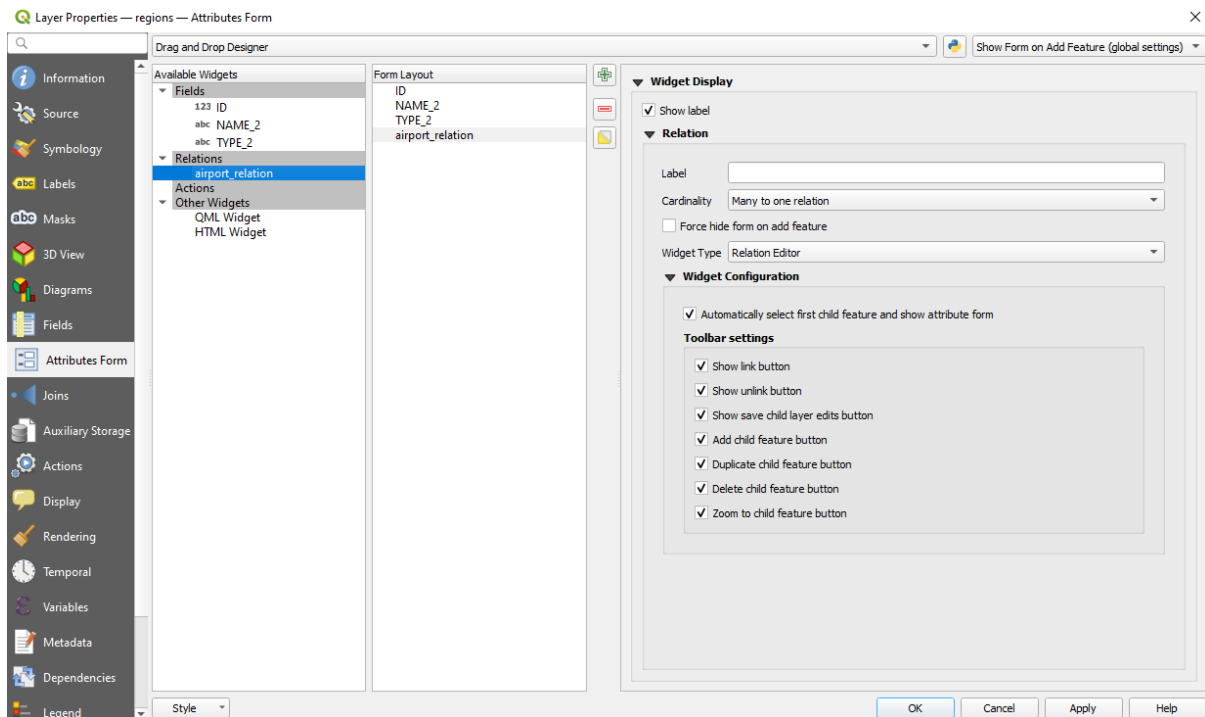 Layer Properties — regions — Attributes Form
Drag and Drop Designer
Show Form on Add Feature (global settings)
Information
Source
Symbology
abc Labels
abc Masks
3D View
Diagrams
Fields
Attributes Form
Joins
Auxiliary Storage
Actions
Display
Rendering
Temporal
Variables
Metadata
Dependencies
Legend
Available Widgets
Fields
123 ID
abc NAME_2
abc TYPE_2
Relations
airport_relation
Actions
Other Widgets
QML Widget
HTML Widget
Form Layout
ID
NAME_2
TYPE_2
airport_relation
Widget Display
Show label
Relation
Label
Cardinality Many to one relation
Force hide form on add feature
Widget Type Relation Editor
Widget Configuration
Automatically select first child feature and show attribute form
Toolbar settings
Show link button
Show unlink button
Show save child layer edits button
Add child feature button
Duplicate child feature button
Delete child feature button
Zoom to child feature button
Style
OK
Cancel
Apply
Help